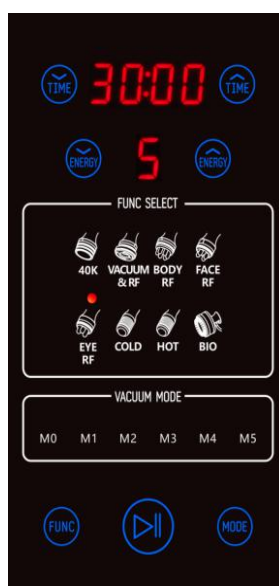 TIME 30:00 TIME
ENERGY 5 ENERGY
FUNC SELECT
40K VACUUM & RF BODY RF FACE RF
EYE RF COLD HOT BIO
VACUUM MODE
M0 M1 M2 M3 M4 M5
FUNC MODE